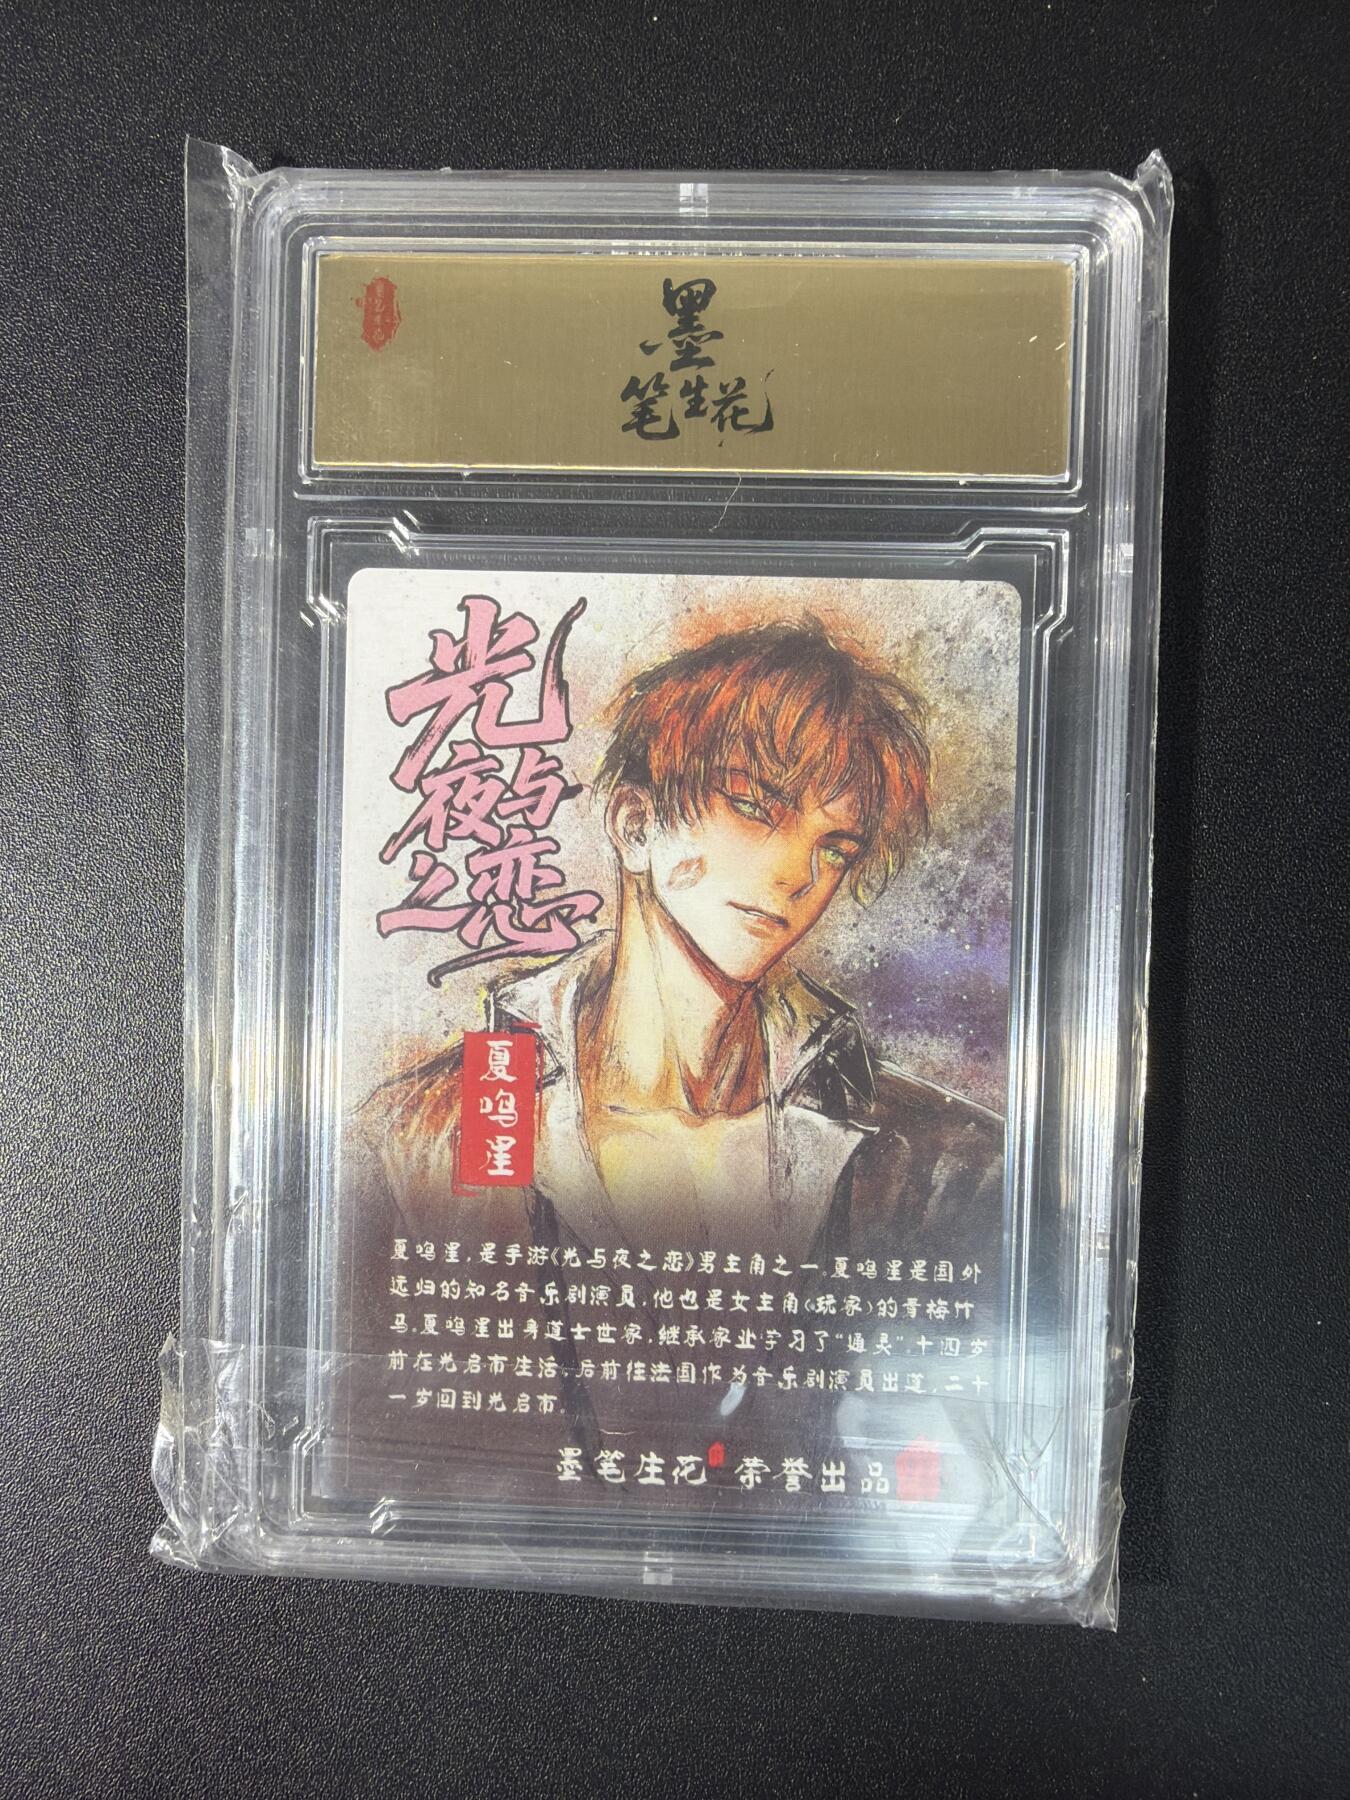 墨
笔生花
光
夜与
之恋
夏鸣星
夏鸣星,是手游《光与夜之恋》男主角之一。夏鸣星是国外
远归的知名音乐剧演员,他也是女主角(玩家)的青梅竹
马。夏鸣星出身道士世家,继承家业学习了“通灵”,十四岁
前在光启市生活,后前往法国作为音乐剧演员出道,二十
一岁回到光启市。
墨笔生花 荣誉出品